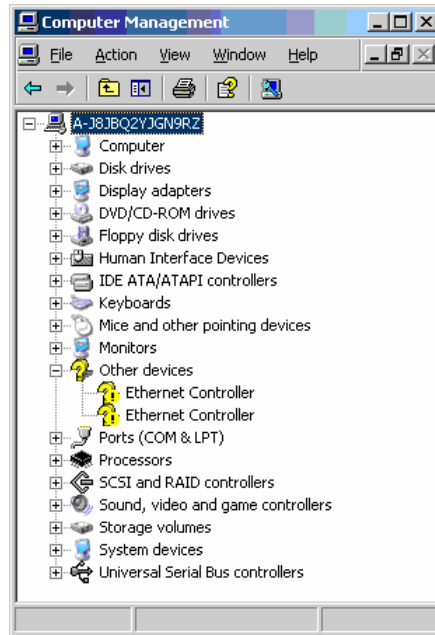 Computer Management
File Action View Window Help
A-J8JBQ2YJGN9RZ
Computer
Disk drives
Display adapters
DVD/CD-ROM drives
Floppy disk drives
Human Interface Devices
IDE ATA/ATAPI controllers
Keyboards
Mice and other pointing devices
Monitors
Other devices
Ethernet Controller
Ethernet Controller
Ports (COM & LPT)
Processors
SCSI and RAID controllers
Sound, video and game controllers
Storage volumes
System devices
Universal Serial Bus controllers